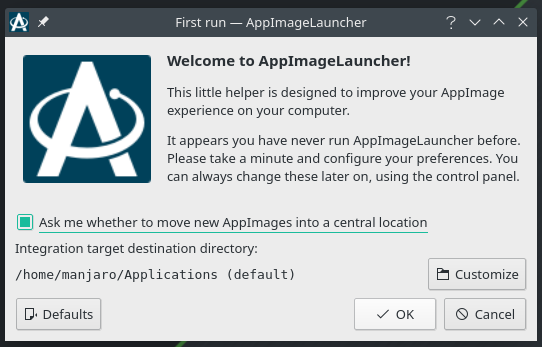 First run — AppImageLauncher
Welcome to AppImageLauncher!
This little helper is designed to improve your AppImage
experience on your computer.
It appears you have never run AppImageLauncher before.
Please take a minute and configure your preferences. You
can always change these later on, using the control panel.
Ask me whether to move new AppImages into a central location
Integration target destination directory:
/home/manjaro/Applications (default)
Customize
Defaults
OK
Cancel